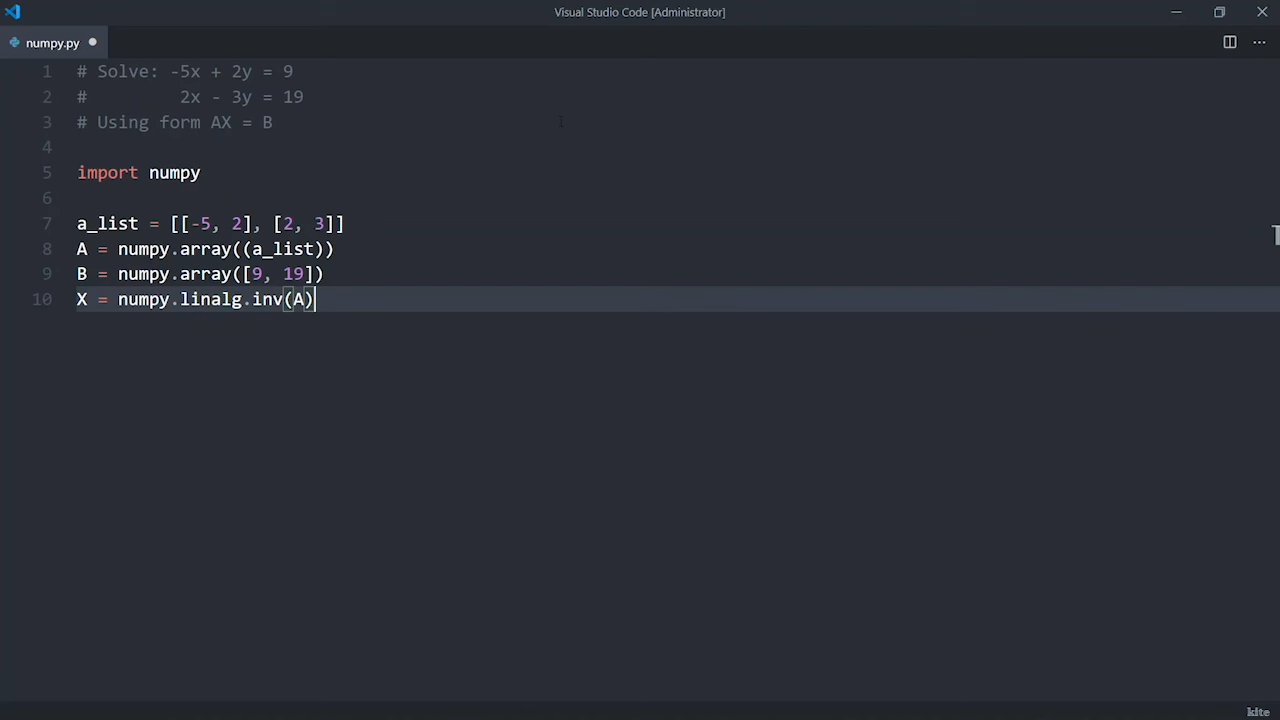 Visual Studio Code [Administrator]
numpy.py
1 # Solve: -5x + 2y = 9
2 #         2x - 3y = 19
3 # Using form AX = B
4
5 import numpy
6
7 a_list = [[-5, 2], [2, 3]]
8 A = numpy.array((a_list))
9 B = numpy.array([9, 19])
10 X = numpy.linalg.inv(A)
kite